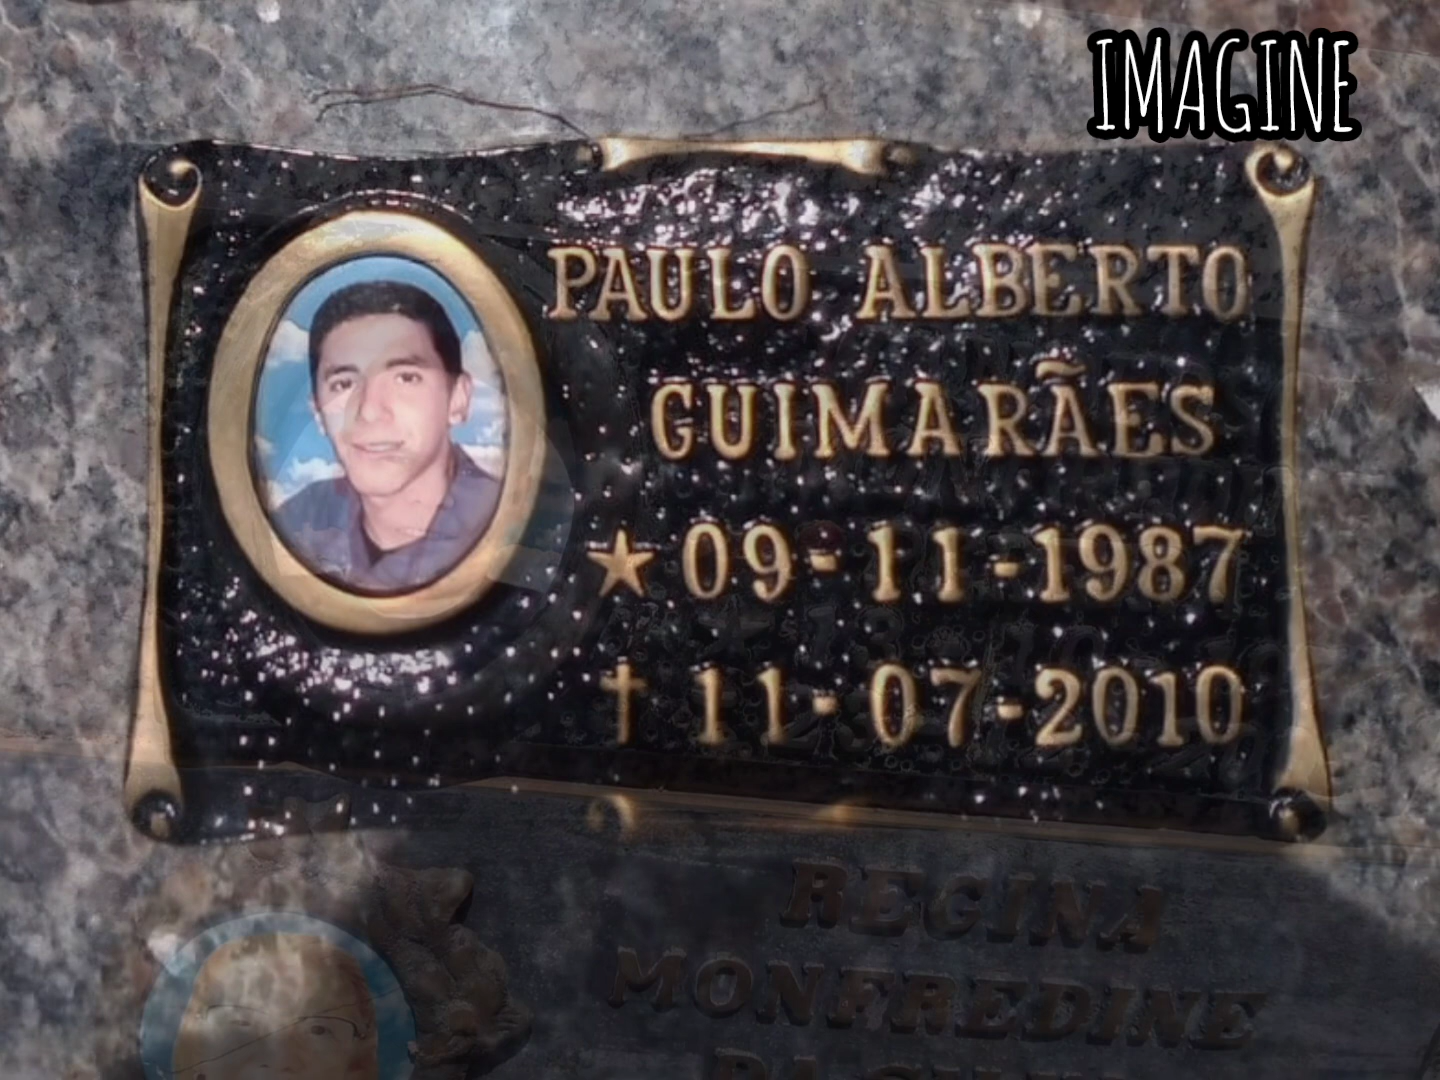 IMAGINE
PAULO ALBERTO
GUIMARÃES
★ 09-11-1987
✝ 11-07-2010
REGINA
MONFREDINE